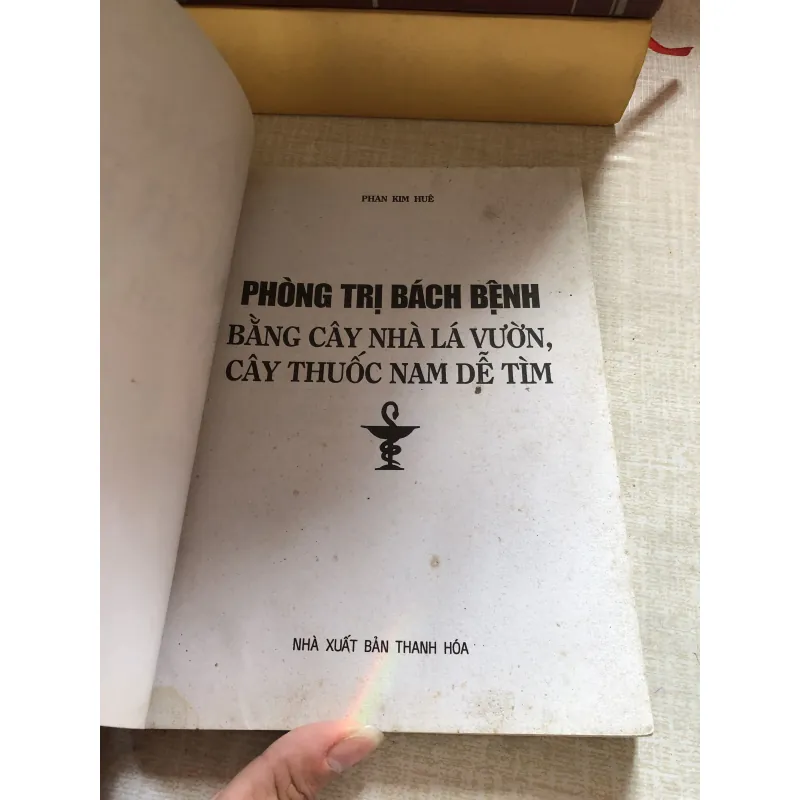 PHAN KIM HUÊ
PHÒNG TRỊ BÁCH BỆNH
BẰNG CÂY NHÀ LÁ VƯỜN,
CÂY THUỐC NAM DỄ TÌM
NHÀ XUẤT BẢN THANH HÓA